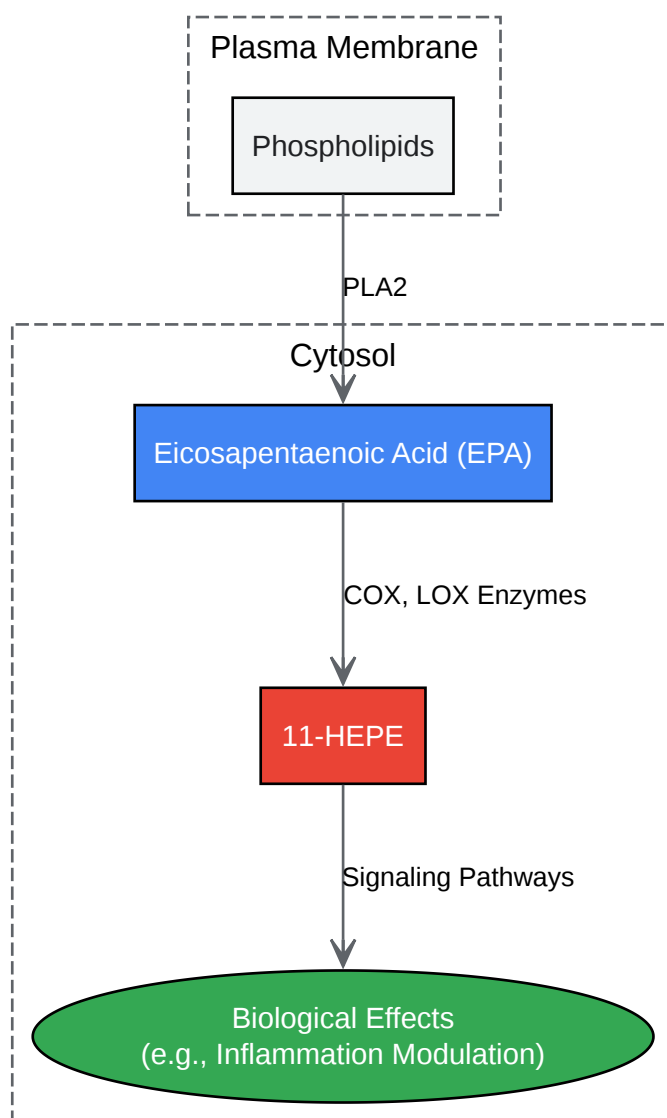 Plasma Membrane
Phospholipids
PLA2
Cytosol
Eicosapentaenoic Acid (EPA)
COX, LOX Enzymes
11-HEPE
Signaling Pathways
Biological Effects
(e.g., Inflammation Modulation)